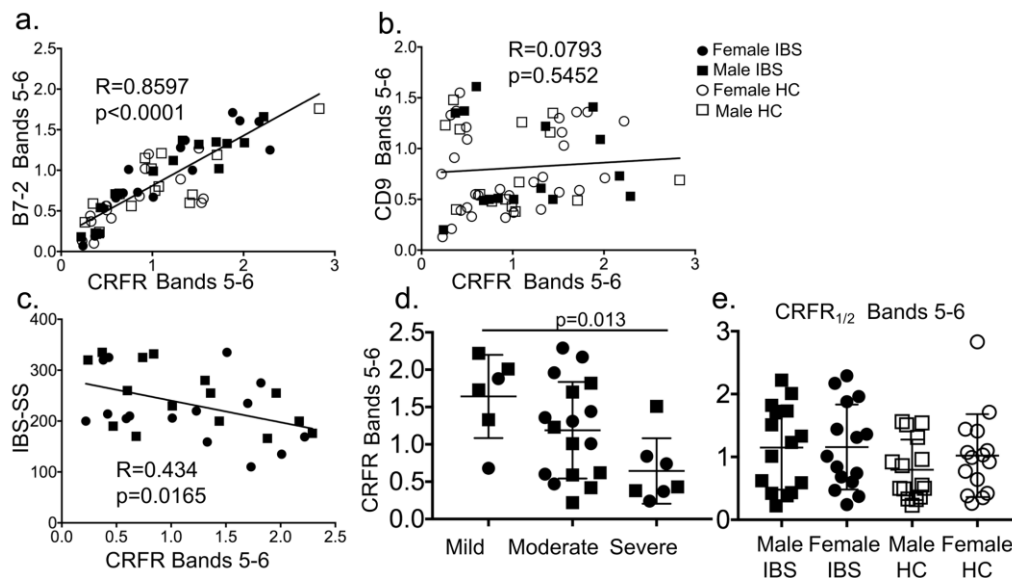 a.
B7-2 Bands 5-6
2.5
2.0
1.5
1.0
0.5
0.0
R=0.8597
p<0.0001
0
1
2
3
CRFR Bands 5-6
b.
CD9 Bands 5-6
2.0
1.5
1.0
0.5
0.0
R=0.0793
p=0.5452
0
1
2
3
CRFR Bands 5-6
Female IBS
Male IBS
Female HC
Male HC
c.
IBS-SS
400
300
200
100
0
R=0.434
p=0.0165
0.0
0.5
1.0
1.5
2.0
2.5
CRFR Bands 5-6
d.
CRFR Bands 5-6
2.5
2.0
1.5
1.0
0.5
0.0
p=0.013
Mild
Moderate
Severe
e.
CRFR1/2 Bands 5-6
3
2
1
0
Male IBS
Female IBS
Male HC
Female HC